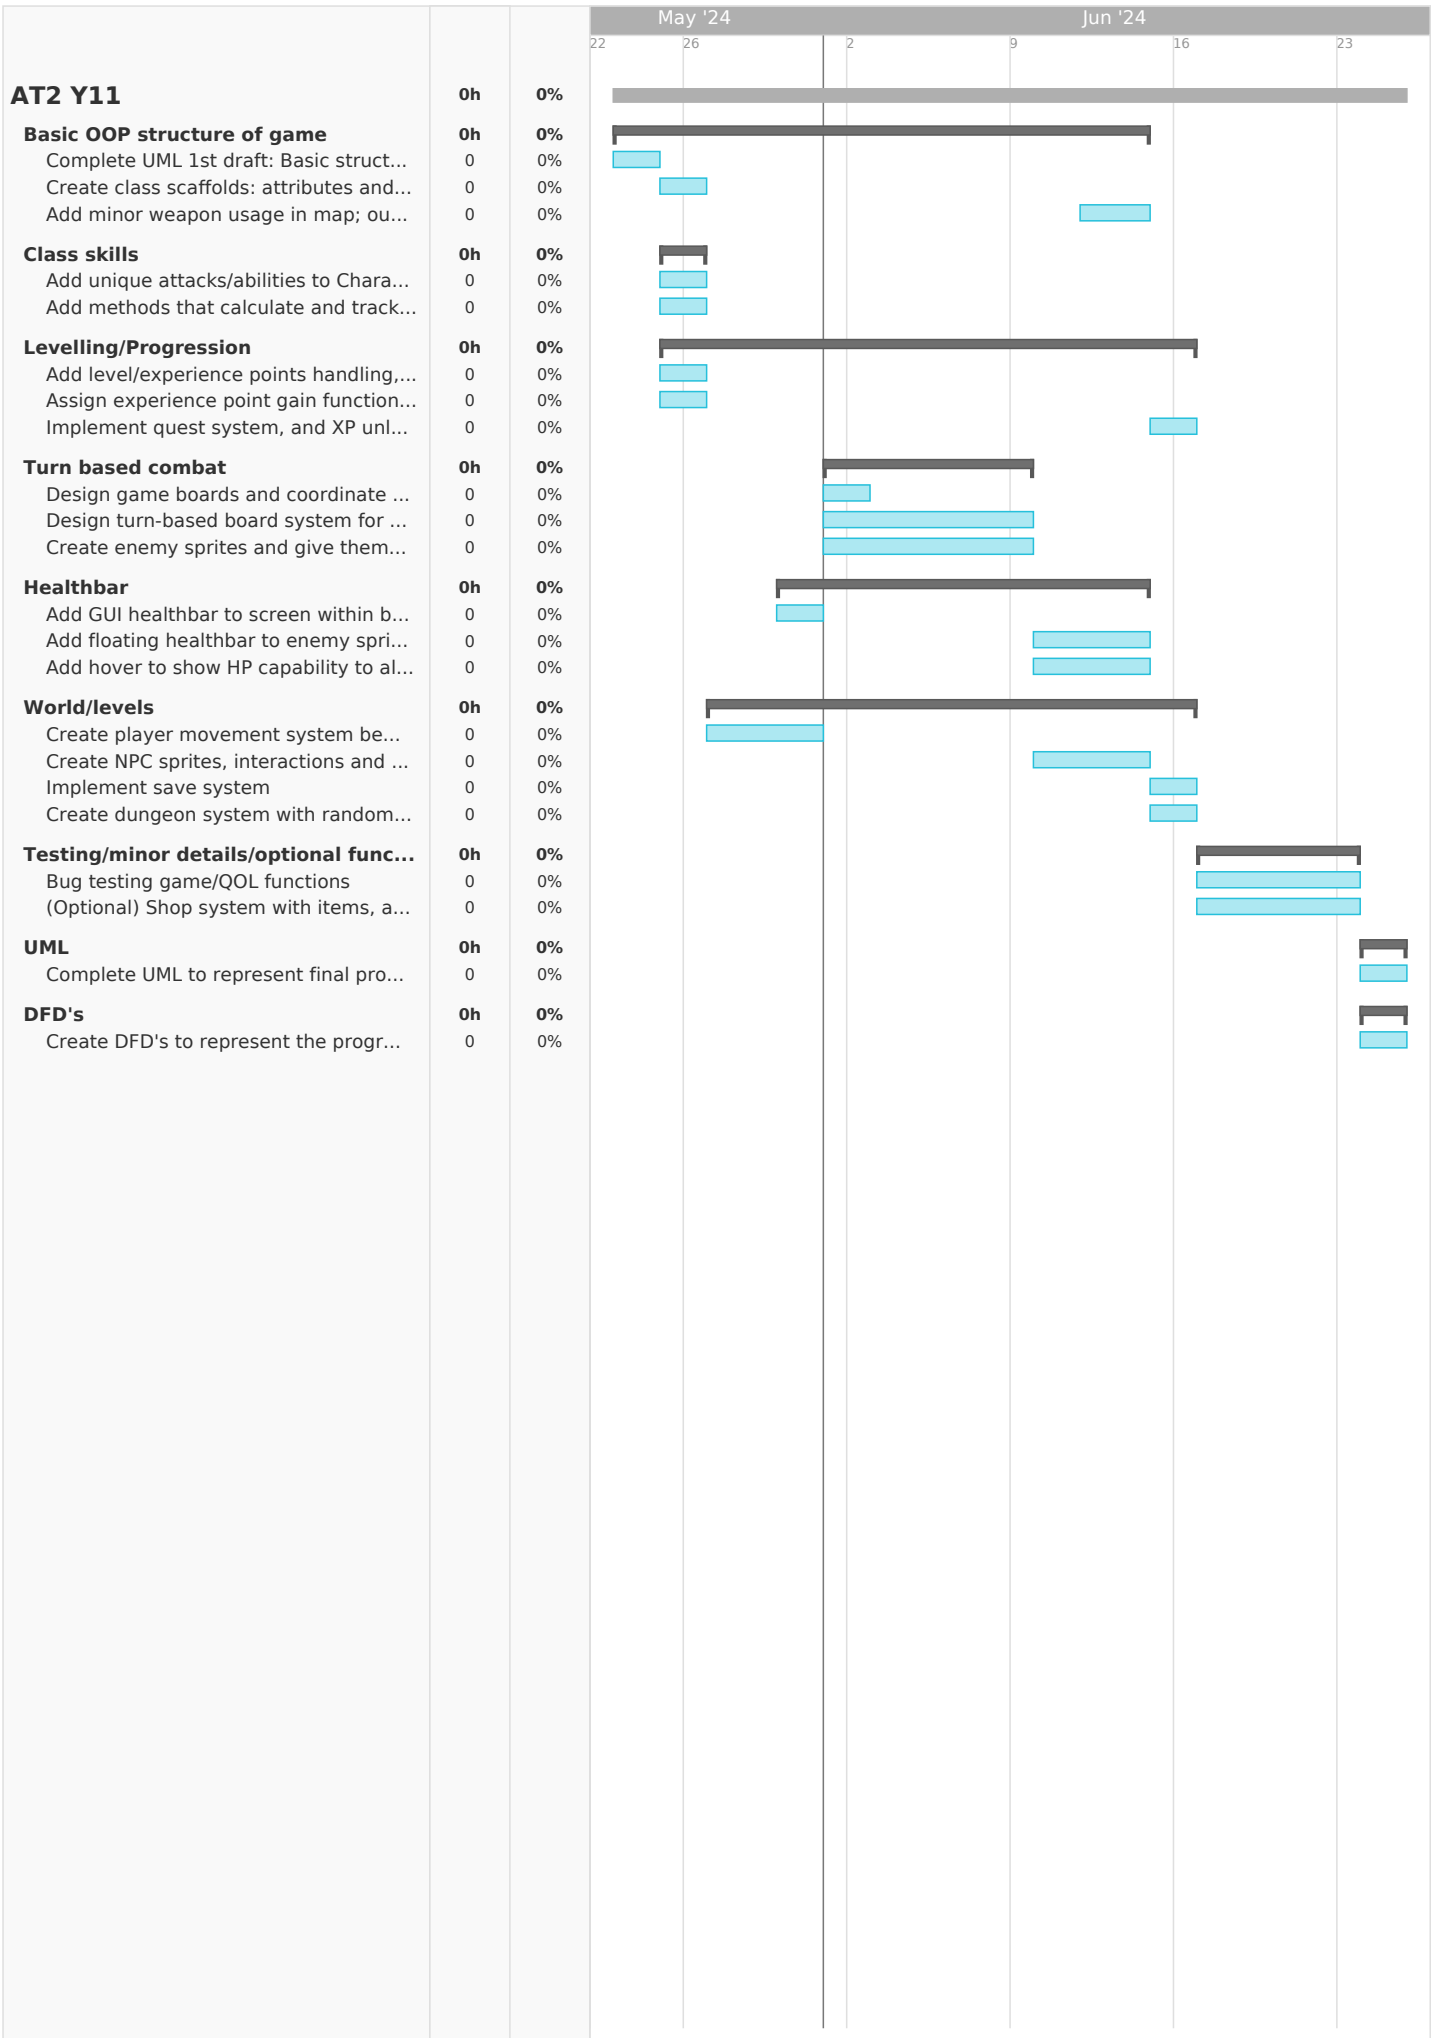 May '24 Jun '24
22 26 2 9 16 23
AT2 Y11 0h 0%
Basic OOP structure of game 0h 0%
Complete UML 1st draft: Basic struct... 0 0%
Create class scaffolds: attributes and... 0 0%
Add minor weapon usage in map; ou... 0 0%
Class skills 0h 0%
Add unique attacks/abilities to Chara... 0 0%
Add methods that calculate and track... 0 0%
Levelling/Progression 0h 0%
Add level/experience points handling,... 0 0%
Assign experience point gain function... 0 0%
Implement quest system, and XP unl... 0 0%
Turn based combat 0h 0%
Design game boards and coordinate ... 0 0%
Design turn-based board system for ... 0 0%
Create enemy sprites and give them... 0 0%
Healthbar 0h 0%
Add GUI healthbar to screen within b... 0 0%
Add floating healthbar to enemy spri... 0 0%
Add hover to show HP capability to al... 0 0%
World/levels 0h 0%
Create player movement system be... 0 0%
Create NPC sprites, interactions and ... 0 0%
Implement save system 0 0%
Create dungeon system with random... 0 0%
Testing/minor details/optional func... 0h 0%
Bug testing game/QOL functions 0 0%
(Optional) Shop system with items, a... 0 0%
UML 0h 0%
Complete UML to represent final pro... 0 0%
DFD's 0h 0%
Create DFD's to represent the progr... 0 0%